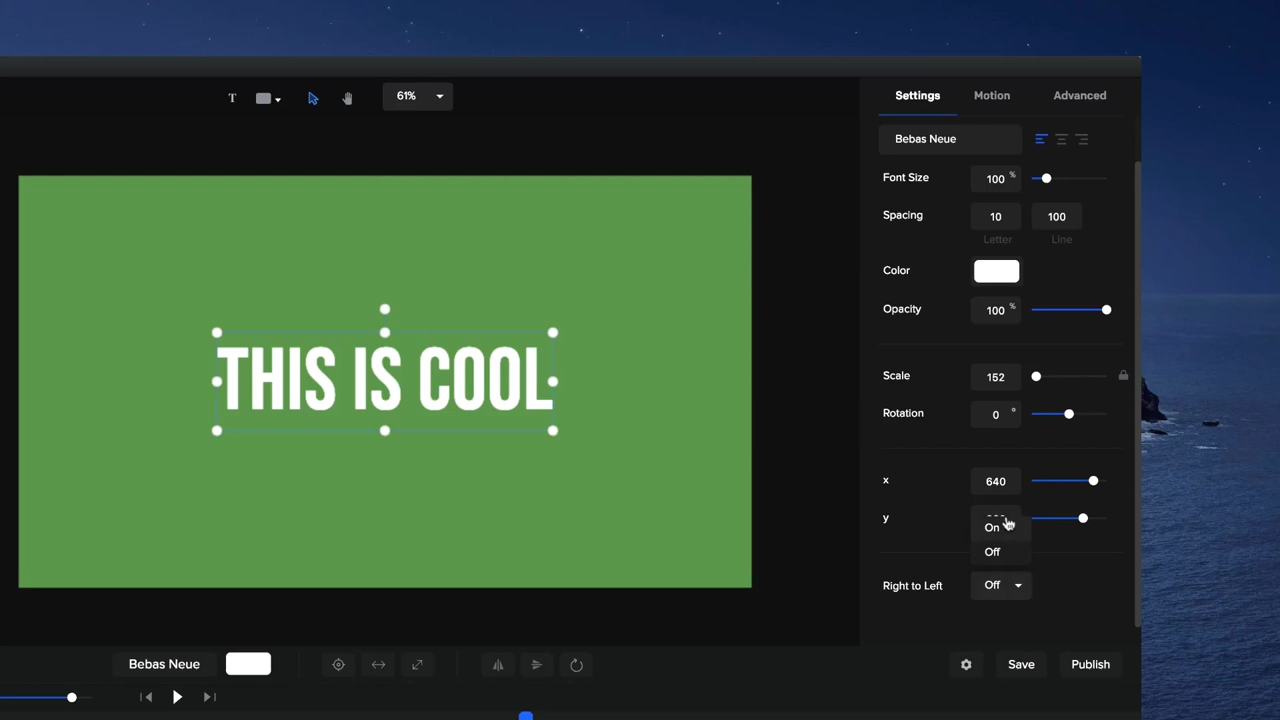 T 61% Settings Motion Advanced
Bebas Neue
Font Size 100 %
Spacing 10 100
Letter Line
Color
Opacity 100 %
THIS IS COOL
Scale 152
Rotation 0 °
x 640
y
On
Off
Right to Left Off
Bebas Neue Save Publish